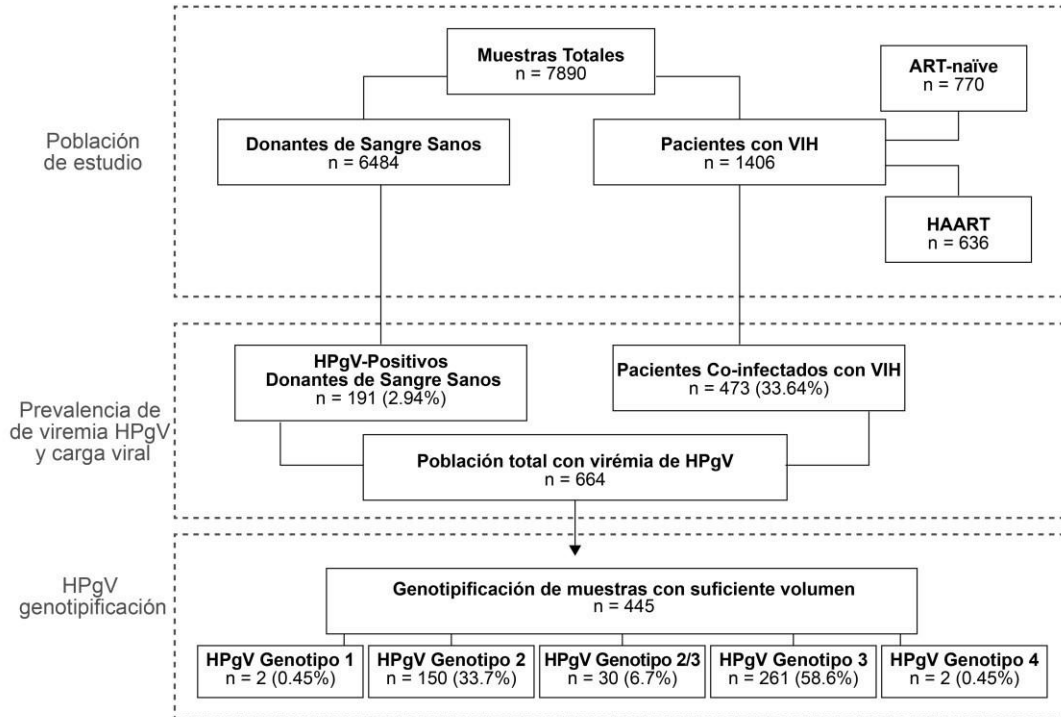 Población
de estudio
Muestras Totales
n = 7890
ART-naïve
n = 770
Donantes de Sangre Sanos
n = 6484
Pacientes con VIH
n = 1406
HAART
n = 636
Prevalencia de
de viremia HPgV
y carga viral
HPgV-Positivos
Donantes de Sangre Sanos
n = 191 (2.94%)
Pacientes Co-infectados con VIH
n = 473 (33.64%)
Población total con virémia de HPgV
n = 664
HPgV
genotipificación
Genotipificación de muestras con suficiente volumen
n = 445
HPgV Genotipo 1
n = 2 (0.45%)
HPgV Genotipo 2
n = 150 (33.7%)
HPgV Genotipo 2/3
n = 30 (6.7%)
HPgV Genotipo 3
n = 261 (58.6%)
HPgV Genotipo 4
n = 2 (0.45%)